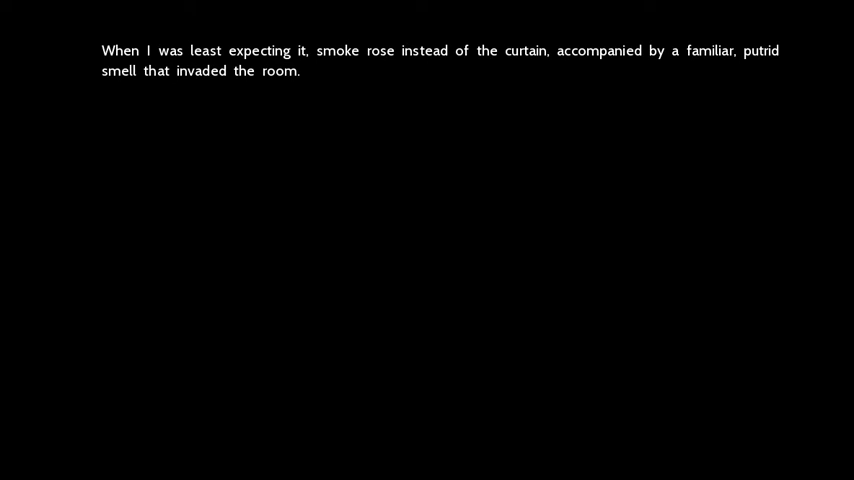 When I was least expecting it, smoke rose instead of the curtain, accompanied by a familiar, putrid
smell that invaded the room.